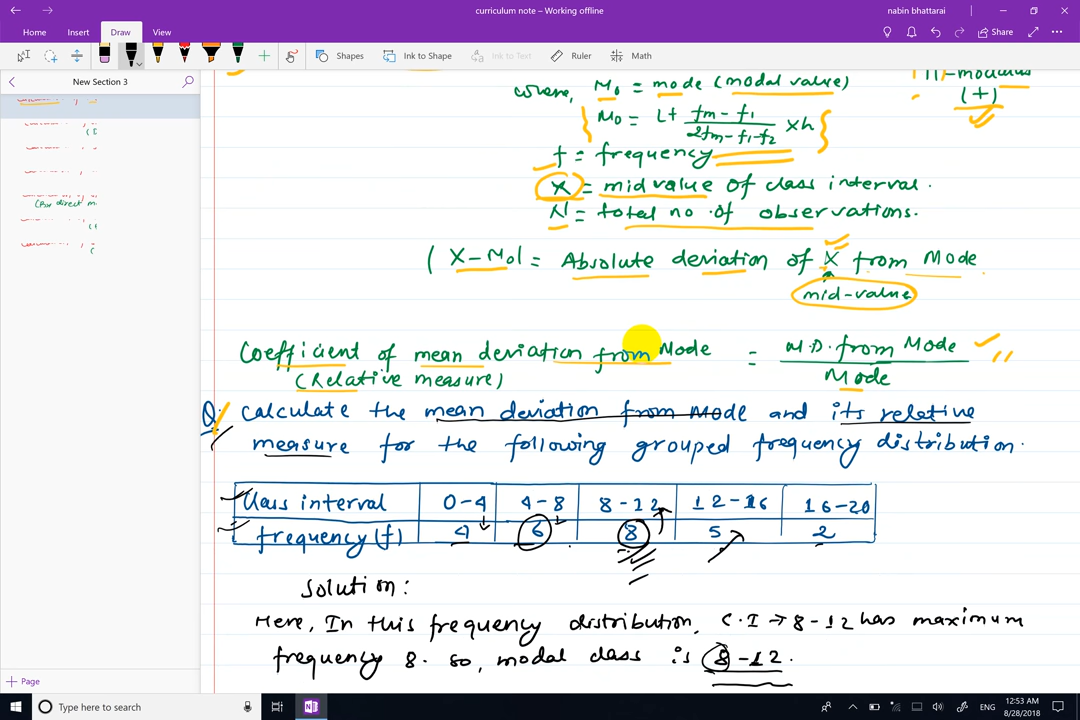 curriculum note – Working offline
nabin bhattarai
Home Insert Draw View
Share
Shapes Ink to Shape Ink to Text Ruler Math
New Section 3
where, Mo = mode (modal value)
Mo = L+ fm - f1 / 2fm - f1 - f2 xh
(+)
f = frequency
X = mid value of class interval.
N = total no. of observations.
| X - Mo| = Absolute deviation of X from Mode
mid-value
Coefficient of mean deviation from Mode = M.D. from Mode / Mode
(Relative measure)
Q. Calculate the mean deviation from Mode and its relative
measure for the following grouped frequency distribution.
Class interval 0-4 4-8 8-12 12-16 16-20
frequency (f) 4 6 8 5 2
Solution:
Here, In this frequency distribution, C.I → 8-12 has maximum
frequency 8. so, modal class is 8-12.
Page
Type here to search
ENG
12:53 AM
8/28/2018